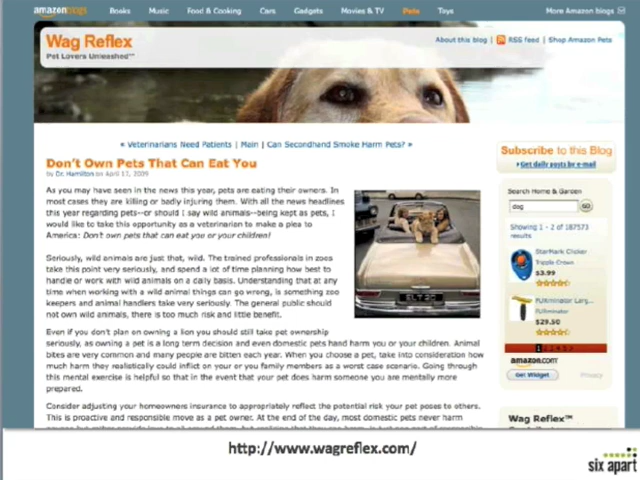 amazonblogs Books Music Food & Cooking Cars Gadgets Home & Garden Movies & TV Pets Toys More Amazon blogs
Wag Reflex
Pet Lovers Unleashed™
About this blog | RSS feed | Shop Amazon Pets
« Veterinarians Need Patients | Main | Can Secondhand Smoke Harm Pets? »
Don't Own Pets That Can Eat You
by Dr. Hamilton on April 17, 2009
As you may have seen in the news this year, pets are eating their owners. In
most cases they are killing or badly injuring them. With all the news headlines
this year regarding pets--or should I say wild animals--being kept as pets, I
would like to take this opportunity as a veterinarian to make a plea to
America: Don't own pets that can eat you or your children!
Seriously, wild animals are just that, wild. The trained professionals in zoos
take this point very seriously, and spend a lot of time planning how best to
handle or work with wild animals on a daily basis. Understanding that at any
time when working with a wild animal things can go wrong, is something zoo
keepers and animal handlers take very seriously. The general public should
not own wild animals, there is too much risk and little benefit.
Even if you don't plan on owning a lion you should still take pet ownership
seriously, as owning a pet is a long term decision and even domestic pets hand harm you or your children. Animal
bites are very common and many people are bitten each year. When you choose a pet, take into consideration how
much harm they realistically could inflict on your or you family members as a worst case scenario. Going through
this mental exercise is helpful so that in the event that your pet does harm someone you are mentally more
prepared.
Consider adjusting your homeowners insurance to appropriately reflect the potential risk your pet poses to others.
This is proactive and responsible move as a pet owner. At the end of the day, most domestic pets never harm
Subscribe to this Blog
Get daily posts by e-mail
Search Home & Garden
dog GO
Showing 1 - 2 of 187573
results
StarMark Clicker
Triple Crown
$3.99
FURminator Larg...
FURminator
$29.50
1 2 3 4 5
amazon.com
Get Widget Privacy
Wag Reflex™
http://www.wagreflex.com/
six apart